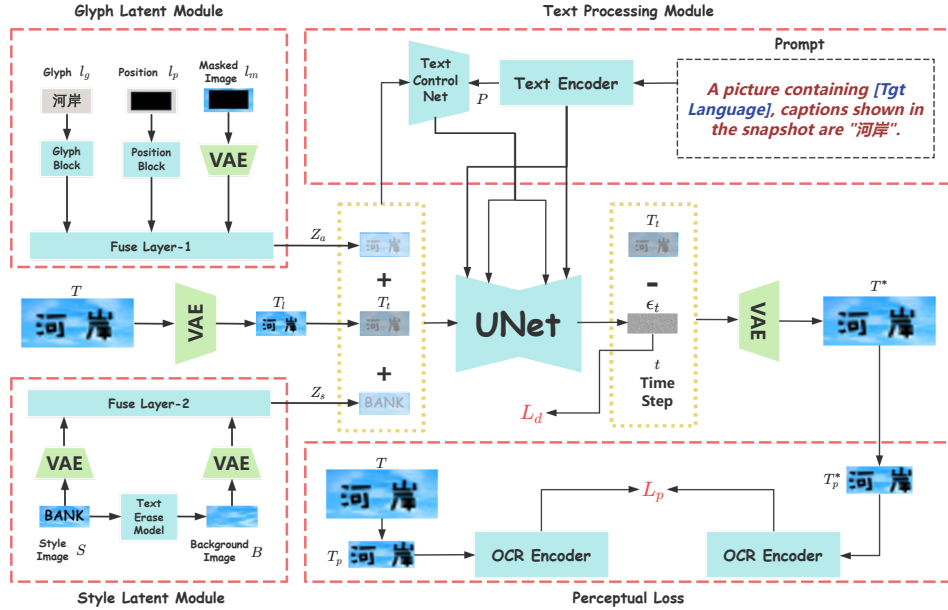 Glyph Latent Module
Text Processing Module
Glyph l_g
Position l_p
Masked Image l_m
河岸
Glyph Block
Position Block
VAE
Fuse Layer-1
Z_a
Text Control Net
P
Text Encoder
Prompt
A picture containing [Tgt
Language], captions shown in
the snapshot are "河岸".
T
河 岸
VAE
T_l
河 岸
河 岸
+
T_t
河 岸
+
BANK
UNet
T_t
河 岸
-
ϵ_t
t
Time
Step
L_d
VAE
T*
河 岸
Fuse Layer-2
Z_s
VAE
VAE
BANK
Text
Erase
Model
Style
Image S
Background
Image B
Style Latent Module
T
河 岸
T_p
河 岸
OCR Encoder
L_p
OCR Encoder
T_p*
河 岸
Perceptual Loss